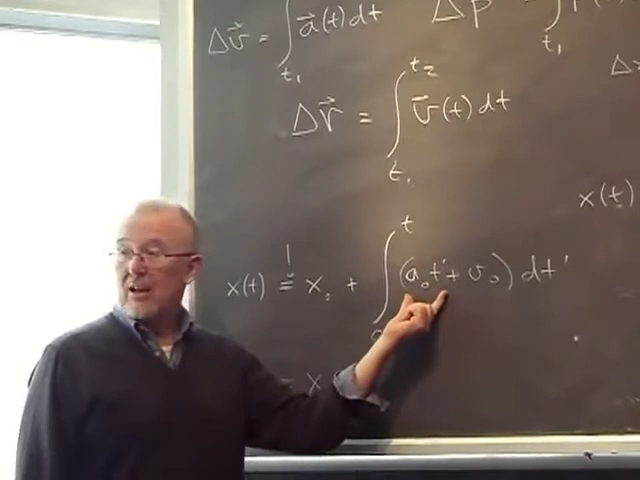 Δv⃗ = ∫_{t₁} a⃗(t)dt Δp ∫_{t₁}
Δr⃗ = ∫_{t₁}^{t₂} v⃗(t)dt
x(t)
x(t) = x₀ + ∫₀^t (a₀t' + v₀) dt'
= x